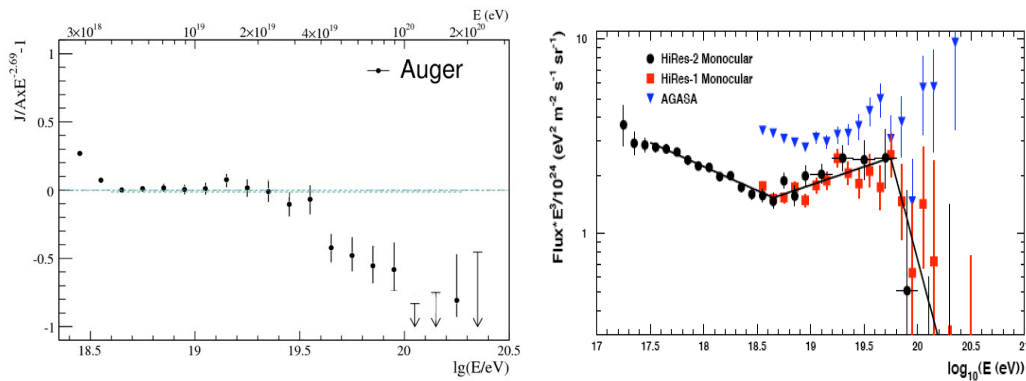 E (eV)
3×10¹⁸ 10¹⁹ 2×10¹⁹ 4×10¹⁹ 10²⁰ 2×10²⁰
J/AxE⁻²·⁶⁹-1
1
0.5
0
-0.5
-1
Auger
18.5 19 19.5 20 20.5
lg(E/eV)
Flux*E³/10²⁴ (eV² m⁻² s⁻¹ sr⁻¹)
10
1
HiRes-2 Monocular
HiRes-1 Monocular
AGASA
17 17.5 18 18.5 19 19.5 20 20.5 2
log₁₀(E (eV))